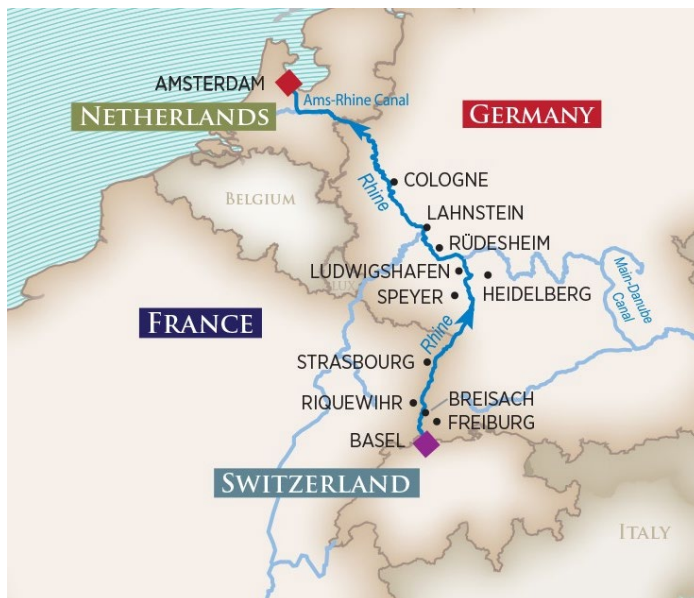 AMSTERDAM
Ams-Rhine Canal
NETHERLANDS
GERMANY
COLOGNE
Rhine
BELGIUM
LAHNSTEIN
RÜDESHEIM
LUDWIGSHAFEN
LUX
SPEYER
HEIDELBERG
Main-Danube
Canal
FRANCE
Rhine
STRASBOURG
RIQUEWIHR
BREISACH
FREIBURG
BASEL
SWITZERLAND
ITALY